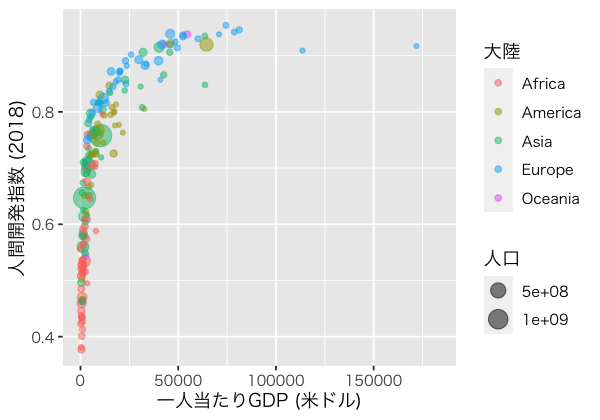 人間開発指数 (2018)
0.8
0.6
0.4
0
50000
100000
150000
一人当たりGDP (米ドル)
大陸
Africa
America
Asia
Europe
Oceania
人口
5e+08
1e+09